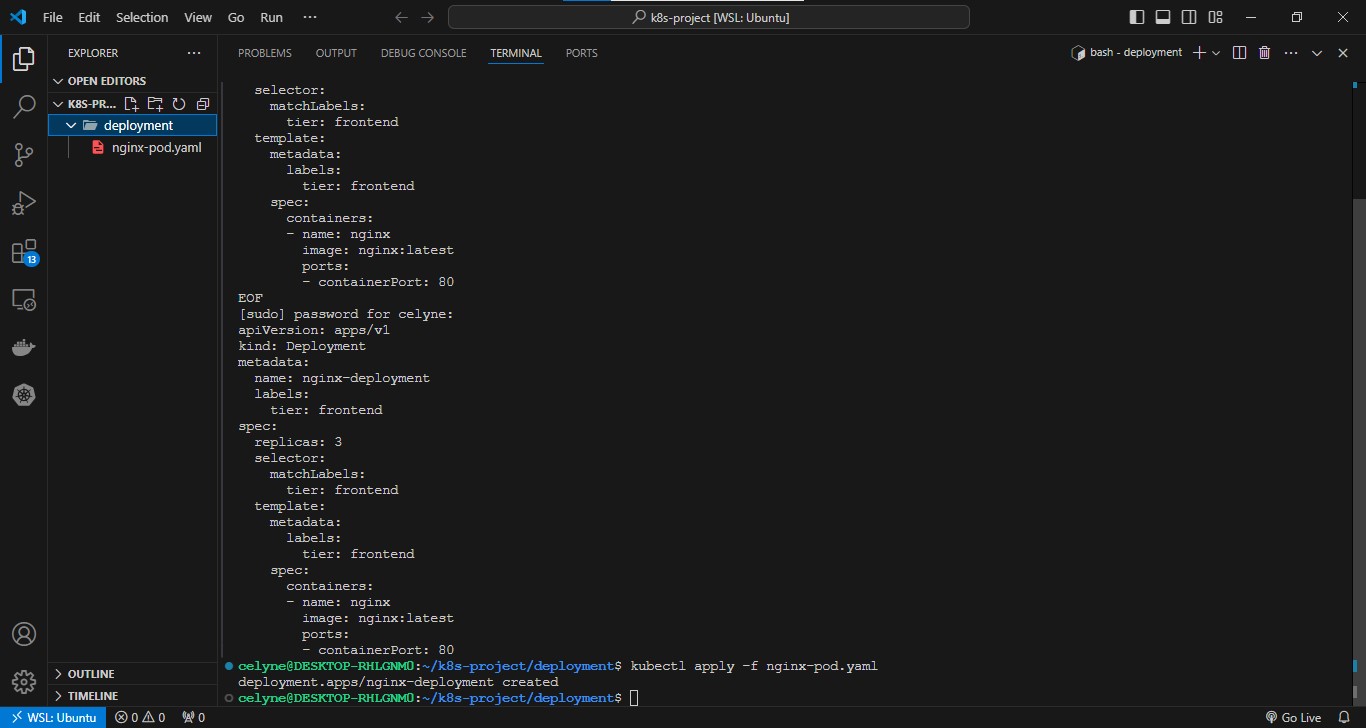 File Edit Selection View Go Run ···
k8s-project [WSL: Ubuntu]
EXPLORER ···
OPEN EDITORS
K8S-PR...
deployment
nginx-pod.yaml
13
OUTLINE
TIMELINE
PROBLEMS OUTPUT DEBUG CONSOLE TERMINAL PORTS
bash - deployment
selector:
matchLabels:
tier: frontend
template:
metadata:
labels:
tier: frontend
spec:
containers:
- name: nginx
image: nginx:latest
ports:
- containerPort: 80
EOF
[sudo] password for celyne:
apiVersion: apps/v1
kind: Deployment
metadata:
name: nginx-deployment
labels:
tier: frontend
spec:
replicas: 3
selector:
matchLabels:
tier: frontend
template:
metadata:
labels:
tier: frontend
spec:
containers:
- name: nginx
image: nginx:latest
ports:
- containerPort: 80
celyne@DESKTOP-RHLGNM0:~/k8s-project/deployment$ kubectl apply -f nginx-pod.yaml
deployment.apps/nginx-deployment created
celyne@DESKTOP-RHLGNM0:~/k8s-project/deployment$
WSL: Ubuntu 0 0 0 Go Live